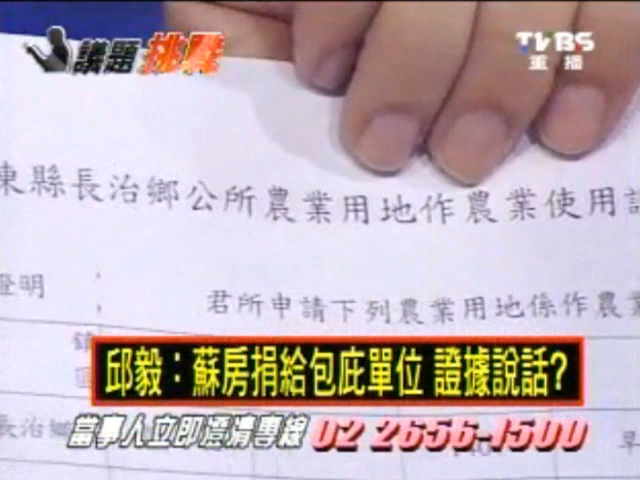 議題 挑戰
TVBS
重播
東縣長治鄉公所農業用地作農業使用證
證明
君所申請下列農業用地係作農業
邱毅：蘇房捐給包庇單位 證據說話?
長治鄉
當事人立即澄清專線 02 2656-1500